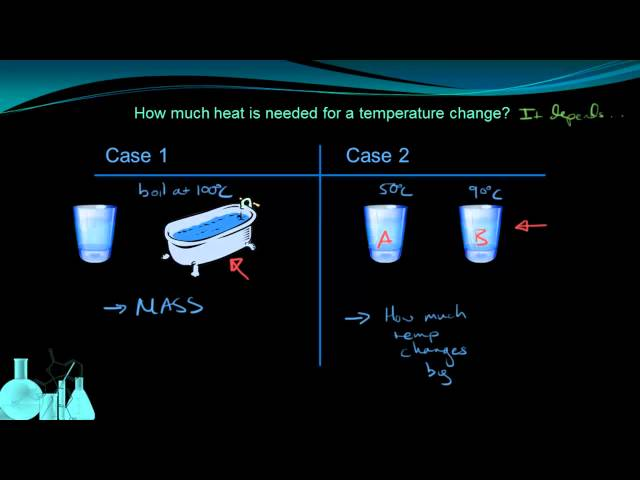 How much heat is needed for a temperature change? It depends...
Case 1
Case 2
boil at 100°C
50°C
90°C
A
B
→ MASS
→ How much
temp
changes
by